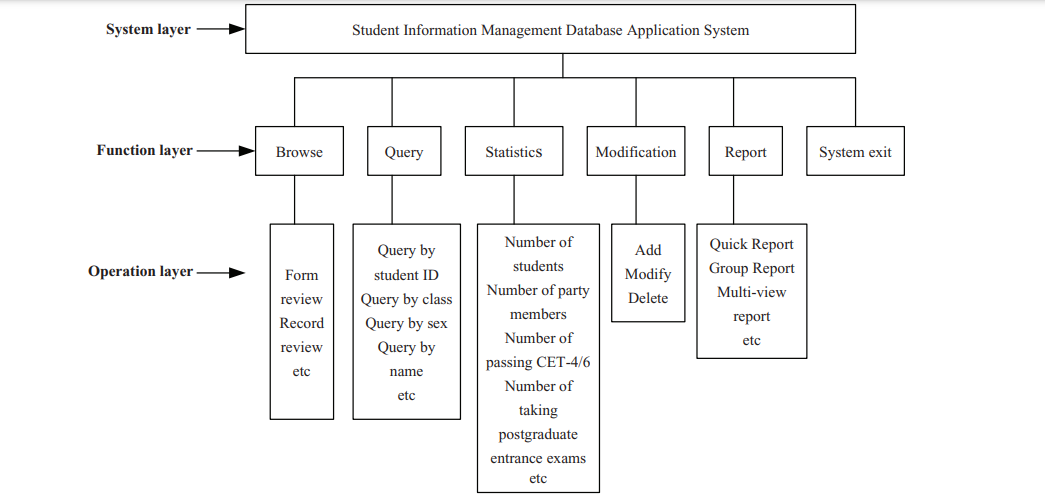 System layer
Student Information Management Database Application System
Function layer
Browse
Query
Statistics
Modification
Report
System exit
Operation layer
Form
review
Record
review
etc
Query by
student ID
Query by class
Query by sex
Query by
name
etc
Number of
students
Number of party
members
Number of
passing CET-4/6
Number of
taking
postgraduate
entrance exams
etc
Add
Modify
Delete
Quick Report
Group Report
Multi-view
report
etc